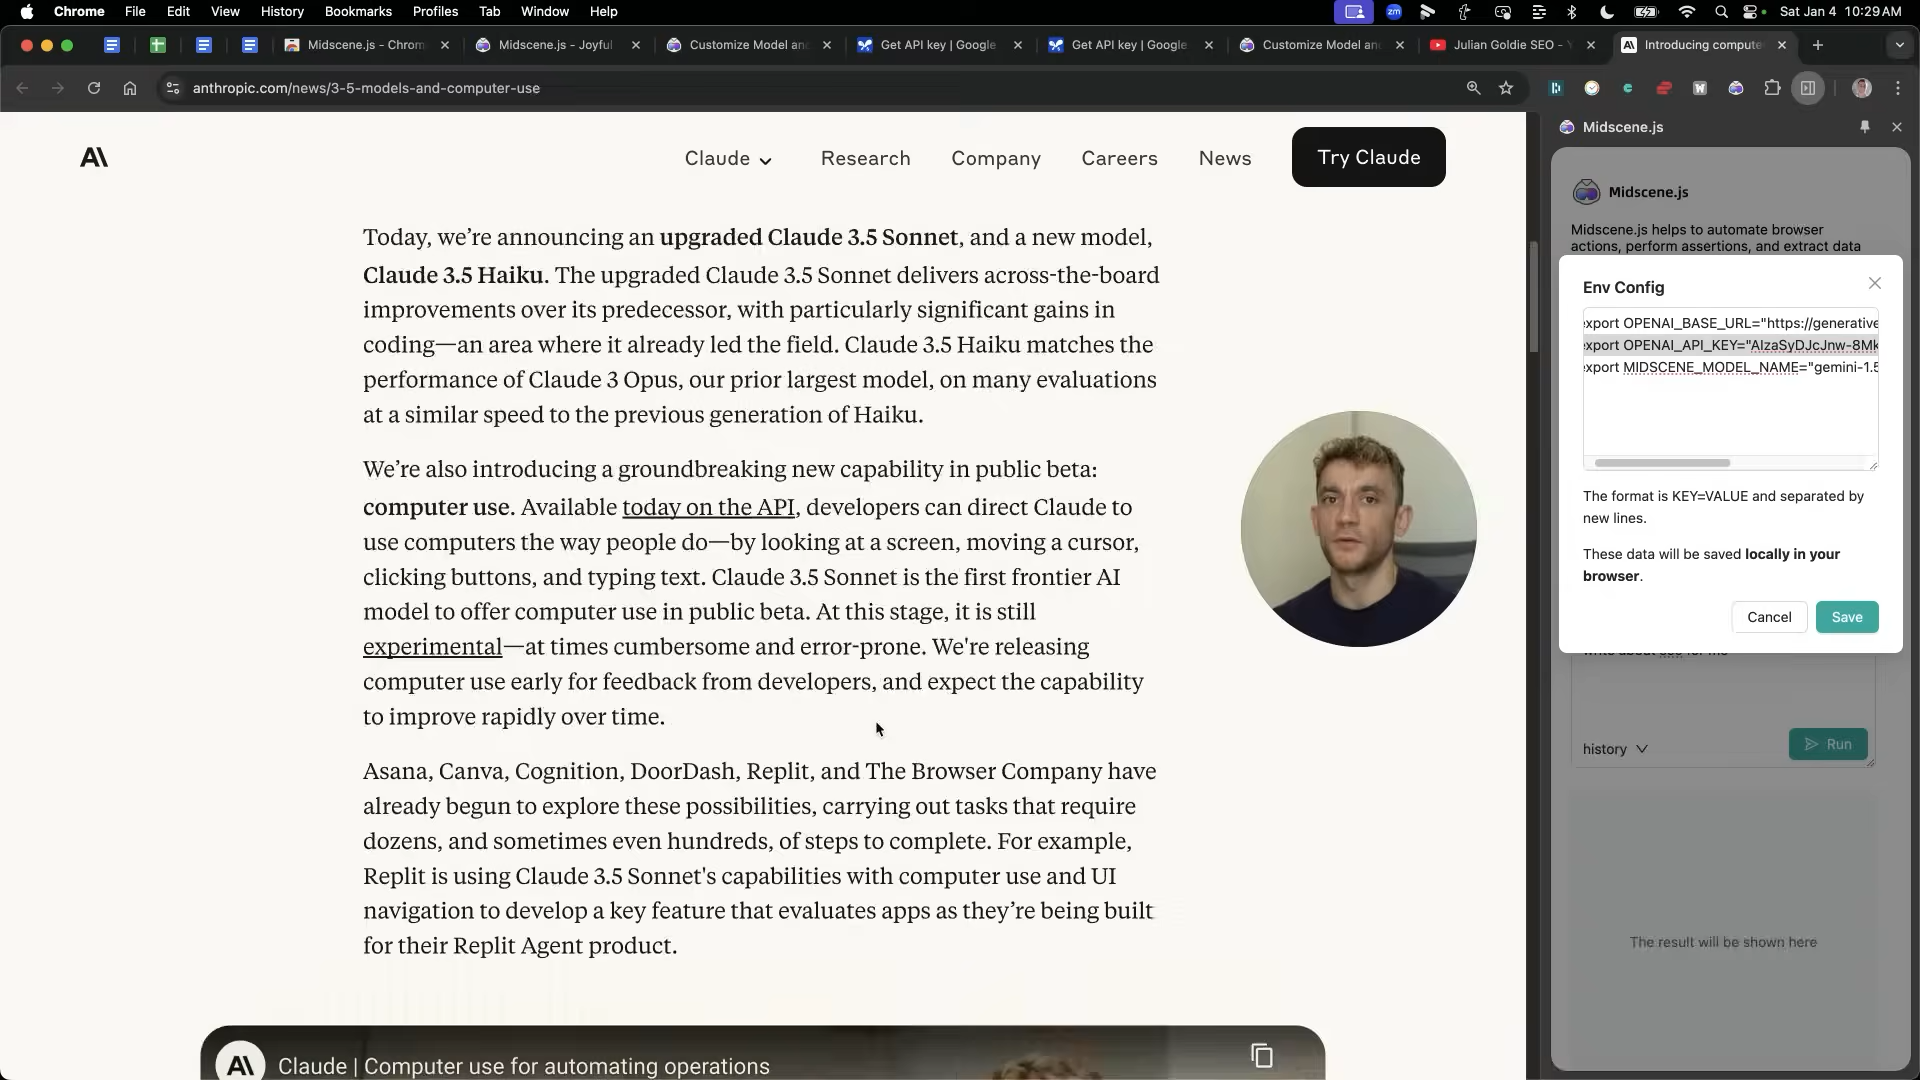 Chrome File Edit View History Bookmarks Profiles Tab Window Help zm Sat Jan 4 10:29 AM
Midscene.js - Chrom Midscene.js - Joyful Customize Model an Get API key | Google Get API key | Google Customize Model an Julian Goldie SEO - Introducing compute
anthropic.com/news/3-5-models-and-computer-use
Midscene.js
Claude Research Company Careers News Try Claude
Today, we’re announcing an upgraded Claude 3.5 Sonnet, and a new model,
Claude 3.5 Haiku. The upgraded Claude 3.5 Sonnet delivers across-the-board
improvements over its predecessor, with particularly significant gains in
coding—an area where it already led the field. Claude 3.5 Haiku matches the
performance of Claude 3 Opus, our prior largest model, on many evaluations
at a similar speed to the previous generation of Haiku.
We’re also introducing a groundbreaking new capability in public beta:
computer use. Available today on the API, developers can direct Claude to
use computers the way people do—by looking at a screen, moving a cursor,
clicking buttons, and typing text. Claude 3.5 Sonnet is the first frontier AI
model to offer computer use in public beta. At this stage, it is still
experimental—at times cumbersome and error-prone. We're releasing
computer use early for feedback from developers, and expect the capability
to improve rapidly over time.
Asana, Canva, Cognition, DoorDash, Replit, and The Browser Company have
already begun to explore these possibilities, carrying out tasks that require
dozens, and sometimes even hundreds, of steps to complete. For example,
Replit is using Claude 3.5 Sonnet's capabilities with computer use and UI
navigation to develop a key feature that evaluates apps as they’re being built
for their Replit Agent product.
Claude | Computer use for automating operations
Midscene.js
Midscene.js helps to automate browser
actions, perform assertions, and extract data
Env Config
export OPENAI_BASE_URL="https://generative
export OPENAI_API_KEY="AIzaSyDJcJnw-8Mk
export MIDSCENE_MODEL_NAME="gemini-1.5
The format is KEY=VALUE and separated by
new lines.
These data will be saved locally in your
browser.
Cancel Save
write about seo for me
history Run
The result will be shown here